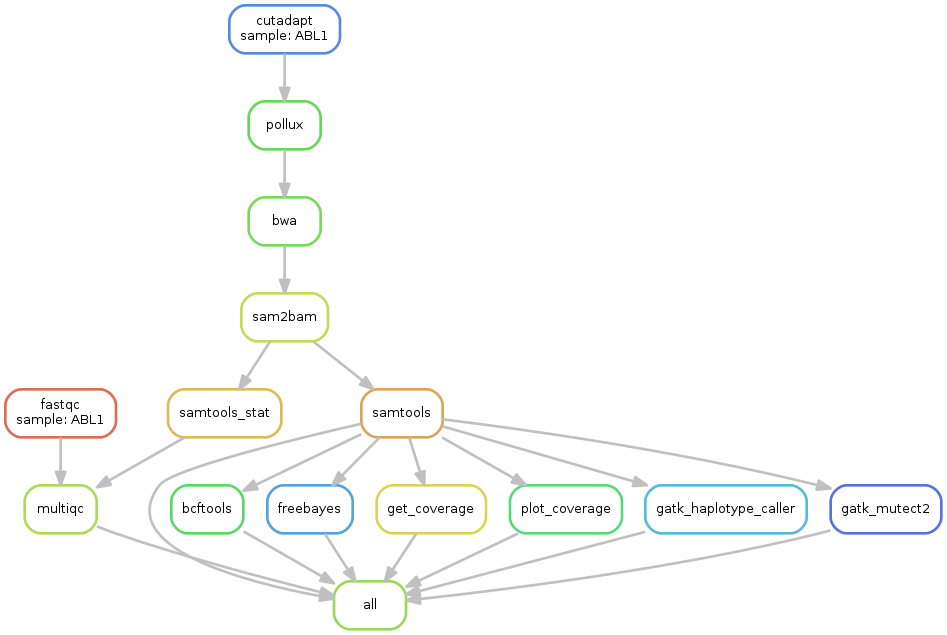 cutadapt
sample: ABL1
pollux
bwa
sam2bam
fastqc
sample: ABL1
samtools_stat
samtools
multiqc
bcftools
freebayes
get_coverage
plot_coverage
gatk_haplotype_caller
gatk_mutect2
all